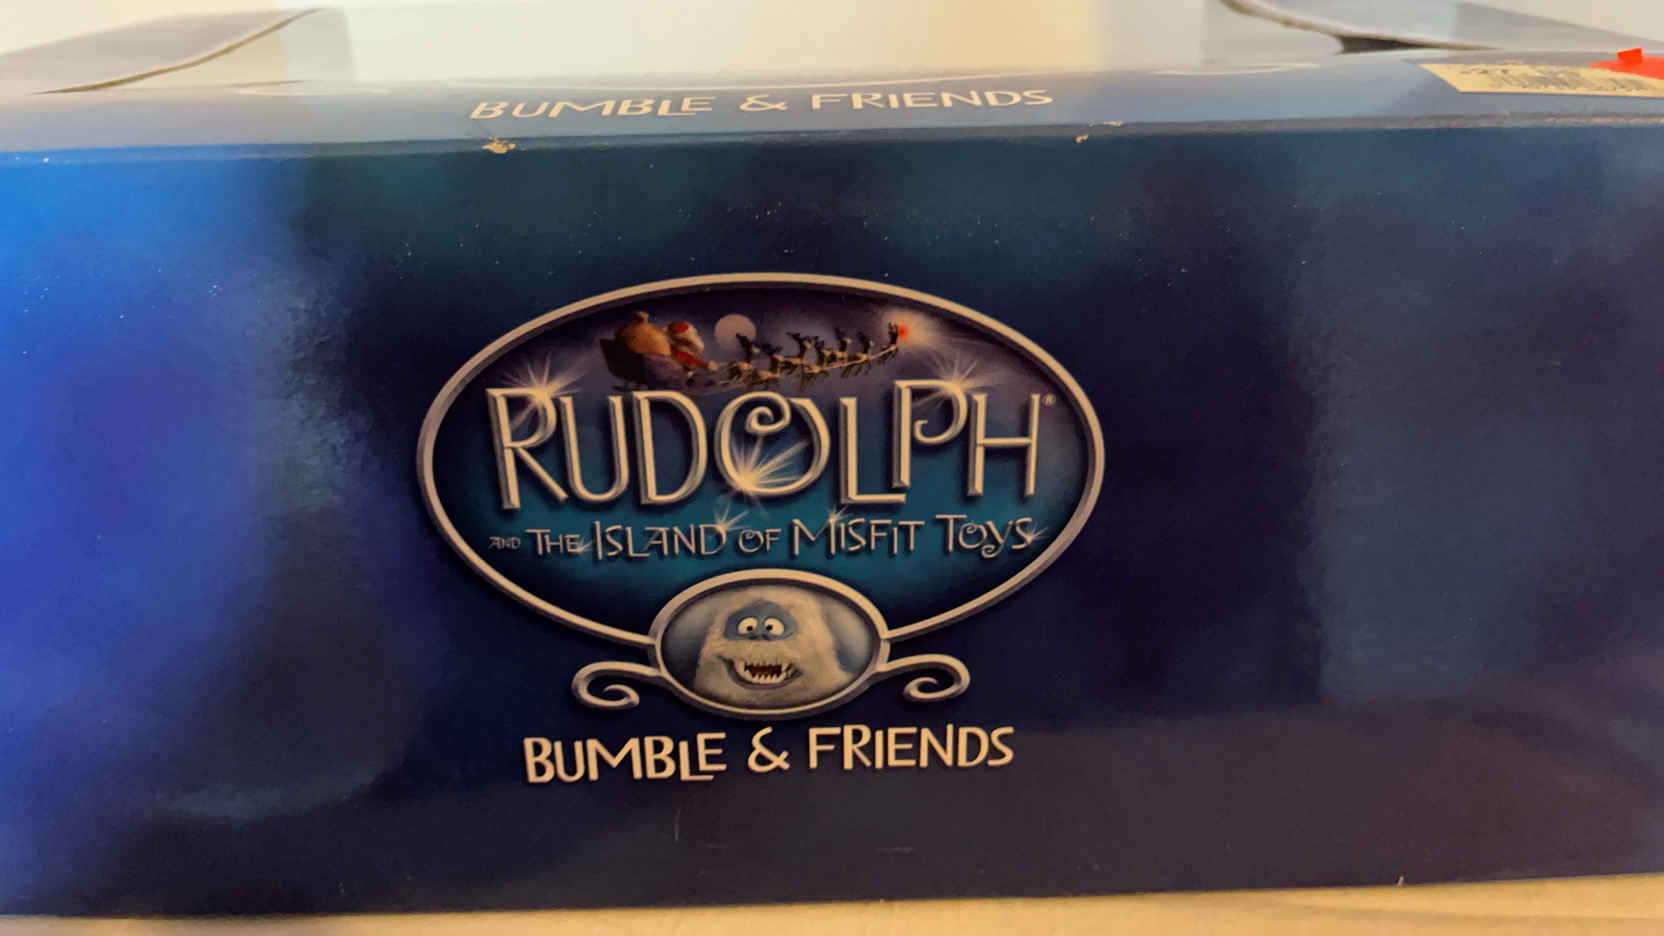 BUMBLE & FRIENDS
RUDOLPH®
AND THE ISLAND OF MISFIT TOYS
BUMBLE & FRIENDS